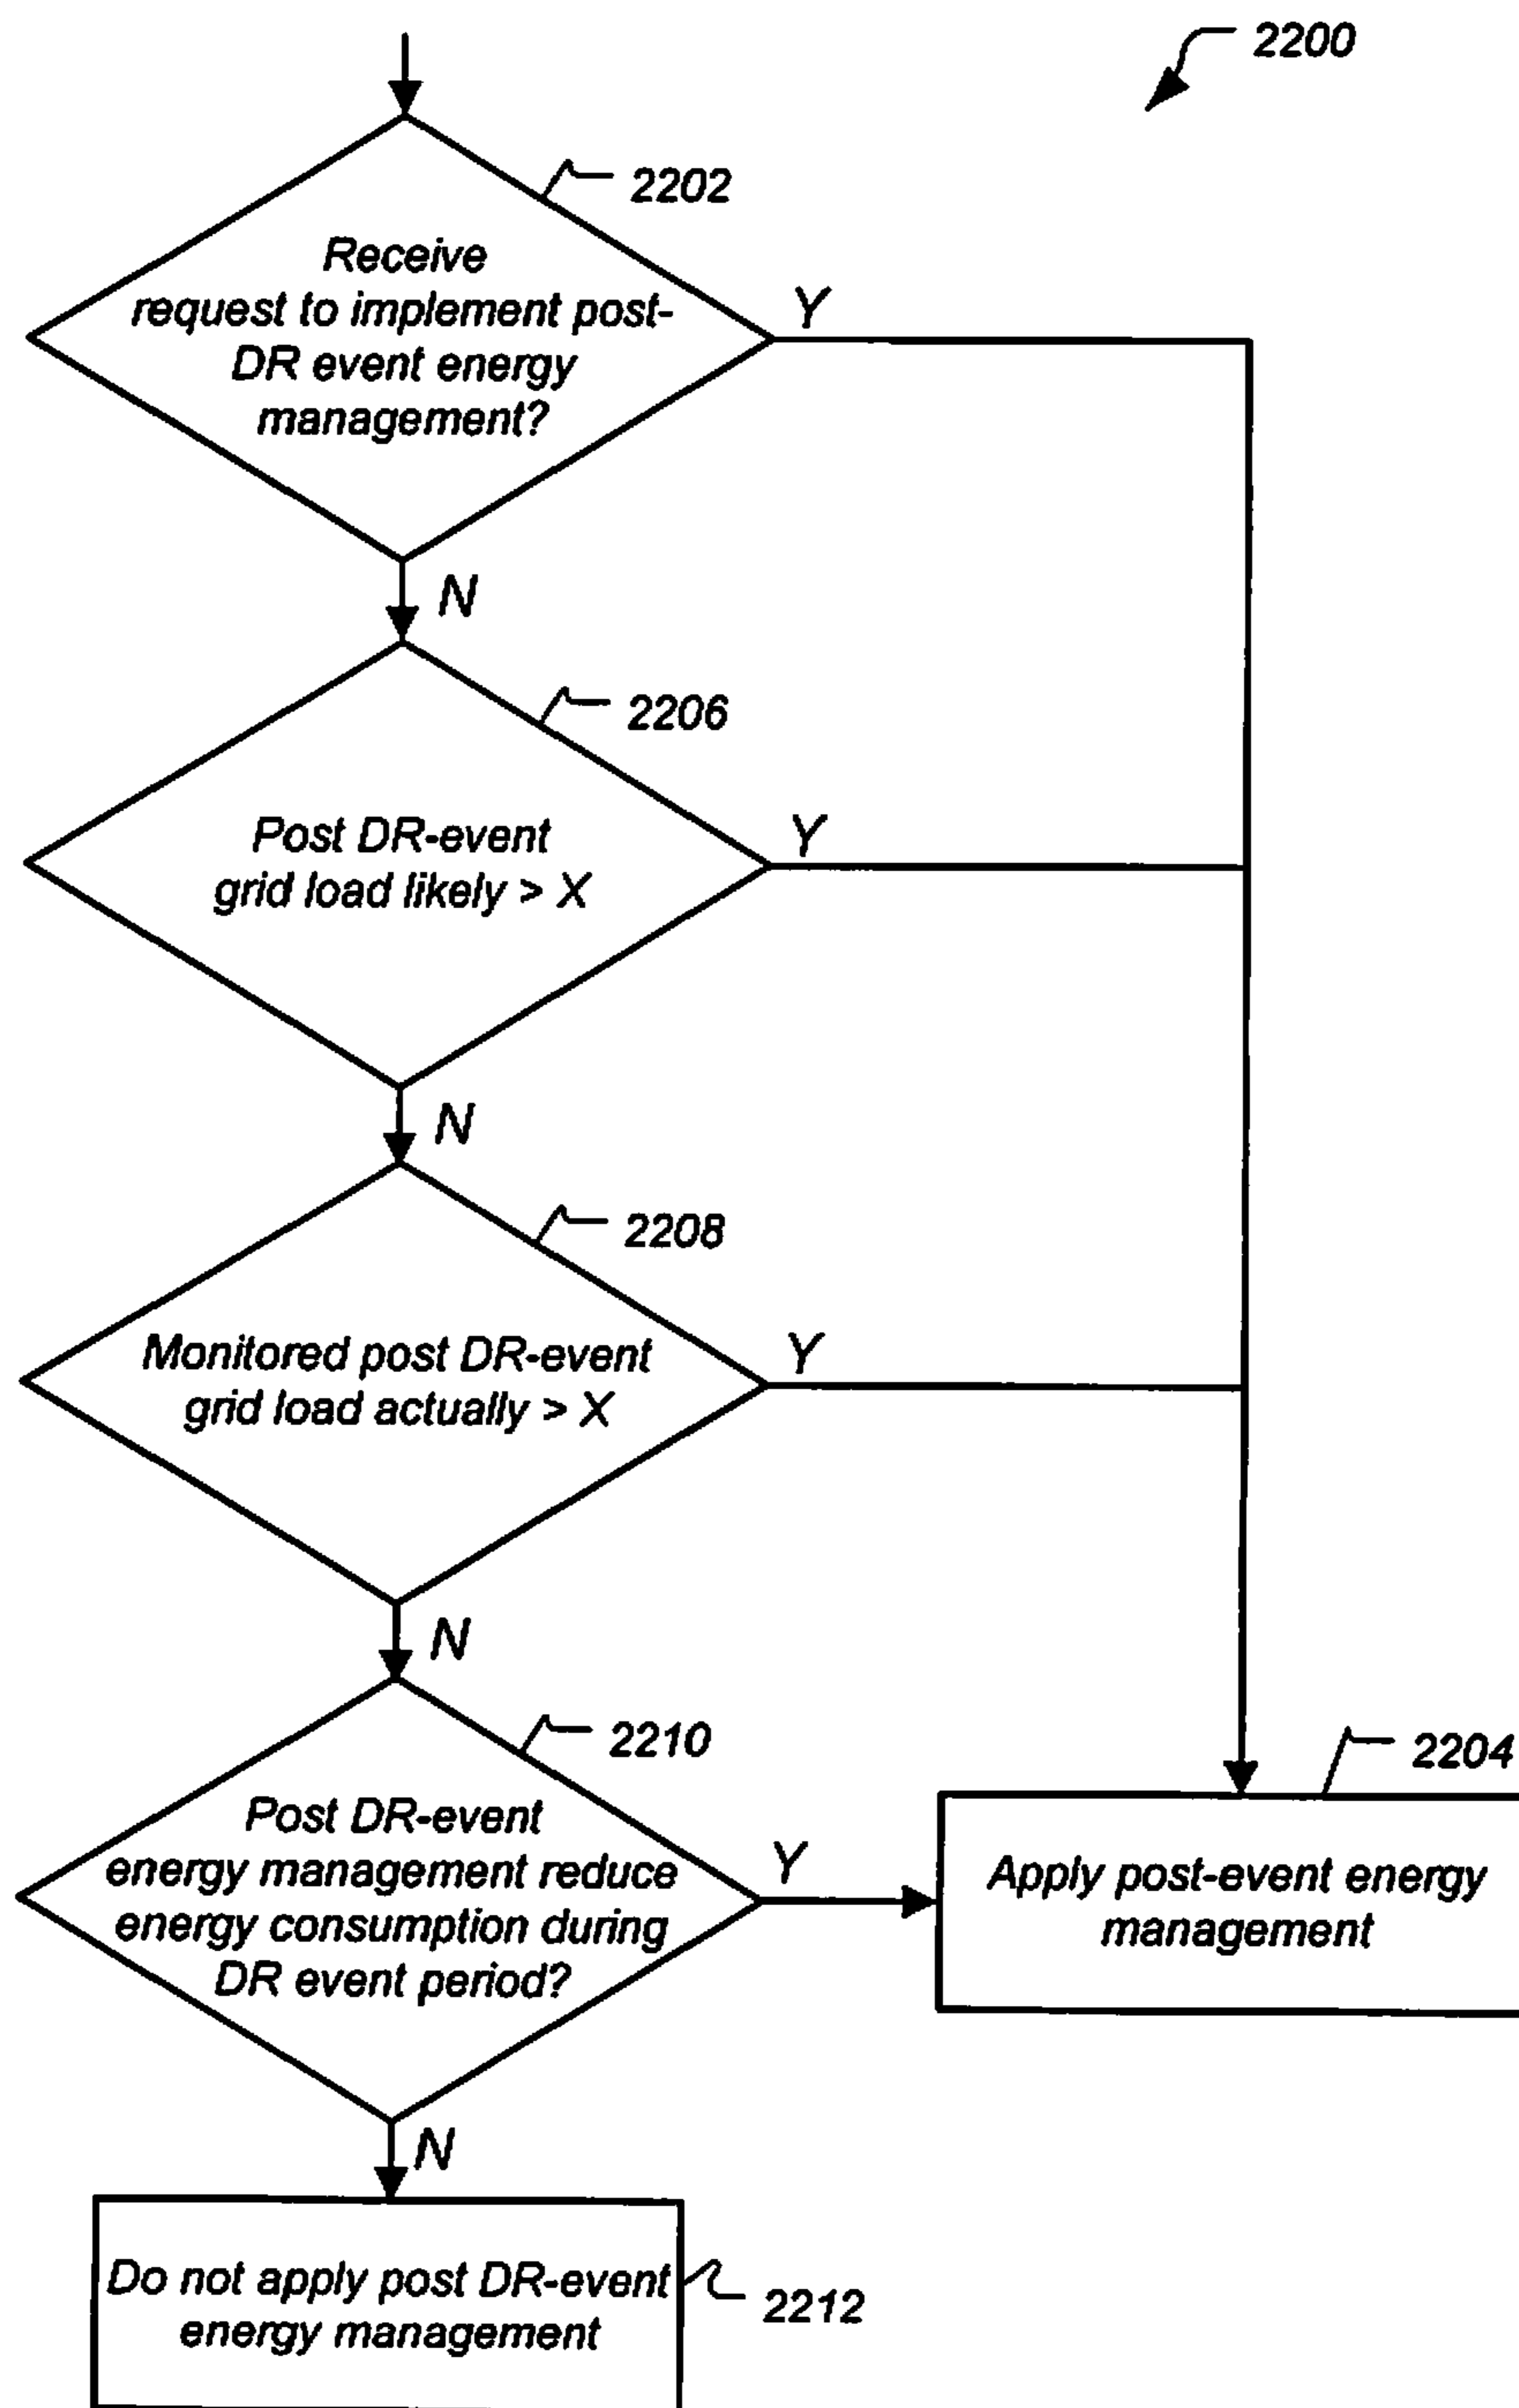 2200
2202
Receive
request to implement post-
DR event energy
management?
Y
N
2206
Post DR-event
grid load likely > X
Y
N
2208
Monitored post DR-event
grid load actually > X
Y
N
2210
Post DR-event
energy management reduce
energy consumption during
DR event period?
Y
2204
Apply post-event energy
management
N
Do not apply post DR-event
energy management
2212